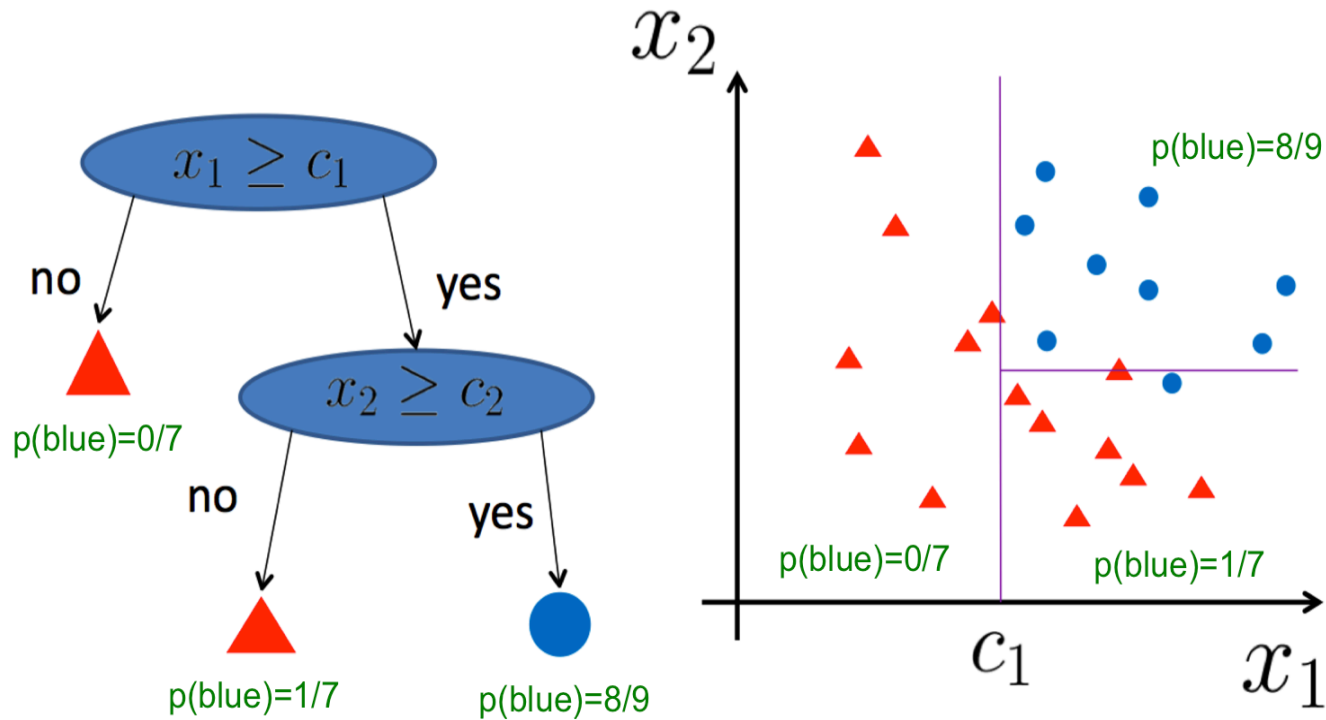 x₁ ≥ c₁
no
yes
p(blue)=0/7
x₂ ≥ c₂
no
yes
p(blue)=1/7
p(blue)=8/9
x₂
p(blue)=8/9
p(blue)=0/7
p(blue)=1/7
c₁
x₁